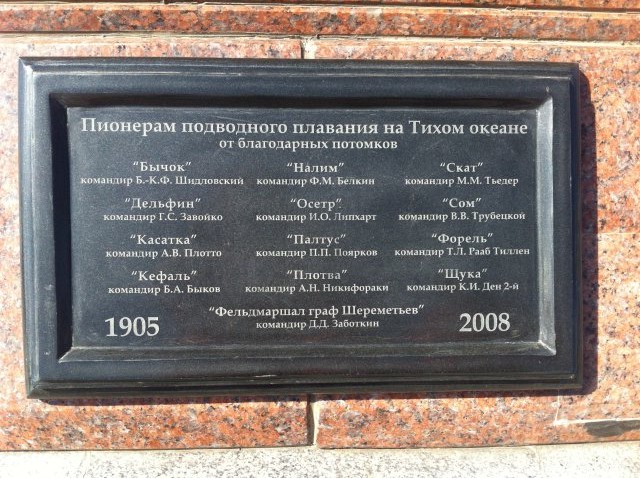 Пионерам подводного плавания на Тихом океане
от благодарных потомков
"Бычок" "Налим" "Скат"
командир Б.-К.Ф. Шидловский командир Ф.М. Белкин командир М.М. Тьедер
"Дельфин" "Осетр" "Сом"
командир Г.С. Завойко командир И.О. Липхарт командир В.В. Трубецкой
"Касатка" "Палтус" "Форель"
командир А.В. Плотто командир П.П. Поярков командир Т.Л. Рааб Тиллен
"Кефаль" "Плотва" "Щука"
командир Б.А. Быков командир А.Н. Никифораки командир К.И. Ден 2-й
"Фельдмаршал граф Шереметьев"
командир Д.Д. Заботкин
1905 2008